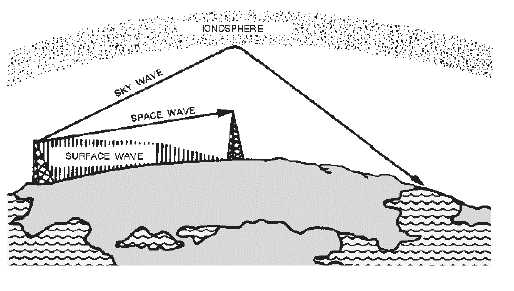 IONOSPHERE
SKY WAVE
SPACE WAVE
SURFACE WAVE